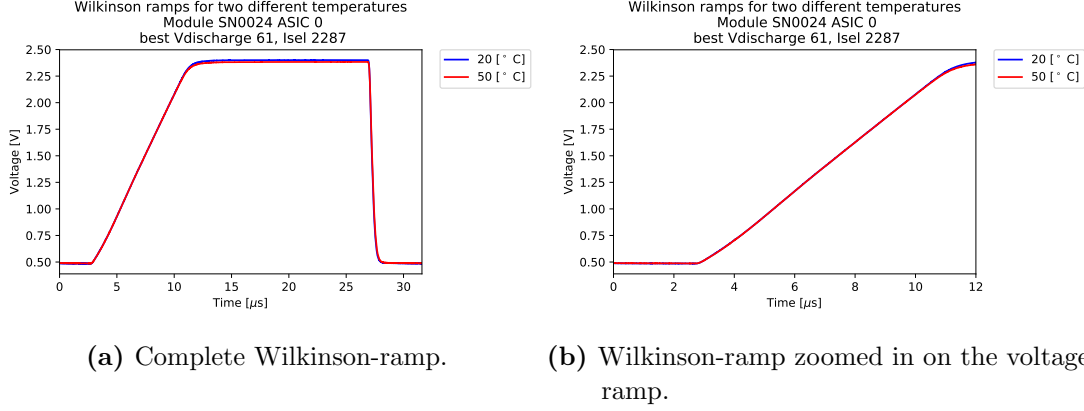 Wilkinson ramps for two different temperatures
Module SN0024 ASIC 0
best Vdischarge 61, Isel 2287
2.50
2.25
2.00
1.75
1.50
1.25
1.00
0.75
0.50
Voltage [V]
0 5 10 15 20 25 30
Time [μs]
20 [° C]
50 [° C]
(a) Complete Wilkinson-ramp.
Wilkinson ramps for two different temperatures
Module SN0024 ASIC 0
best Vdischarge 61, Isel 2287
2.50
2.25
2.00
1.75
1.50
1.25
1.00
0.75
0.50
Voltage [V]
0 2 4 6 8 10 12
Time [μs]
20 [° C]
50 [° C]
(b) Wilkinson-ramp zoomed in on the voltage
ramp.